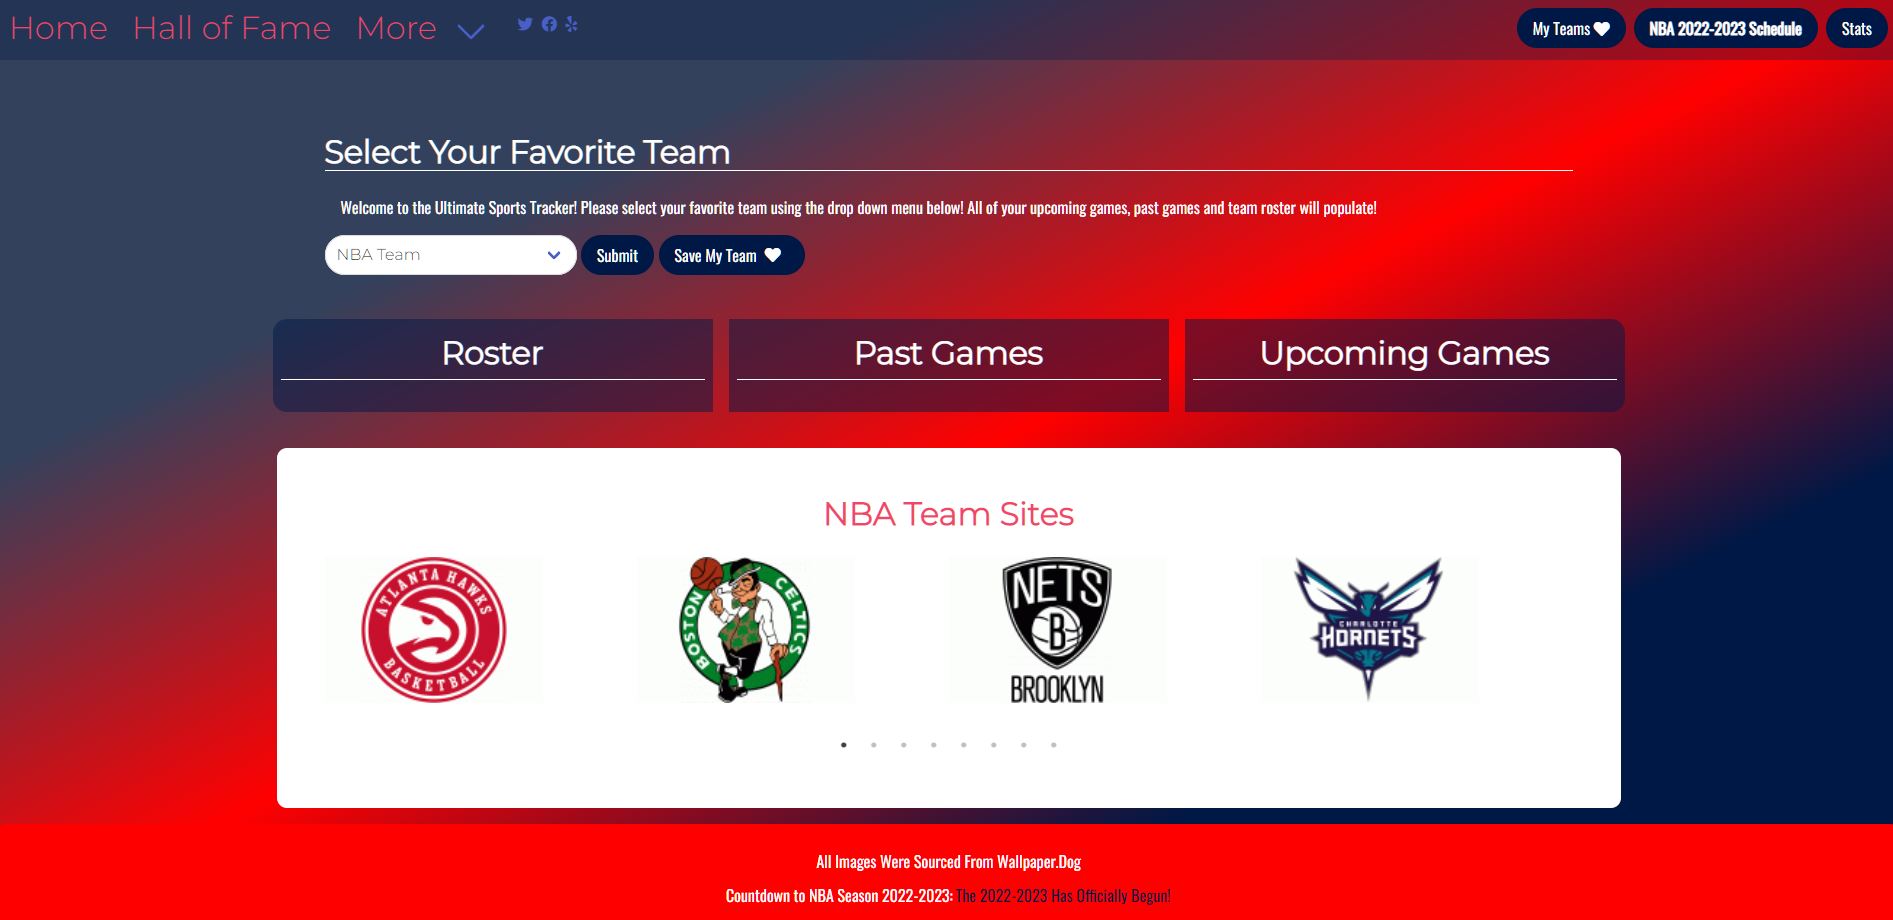 Home Hall of Fame More My Teams NBA 2022-2023 Schedule Stats
Select Your Favorite Team
Welcome to the Ultimate Sports Tracker! Please select your favorite team using the drop down menu below! All of your upcoming games, past games and team roster will populate!
NBA Team Submit Save My Team
Roster Past Games Upcoming Games
NBA Team Sites
ATLANTA HAWKS
BASKETBALL
BOSTON CELTICS
NETS
B
BROOKLYN
CHARLOTTE
HORNETS
All Images Were Sourced From Wallpaper.Dog
Countdown to NBA Season 2022-2023: The 2022-2023 Has Officially Begun!